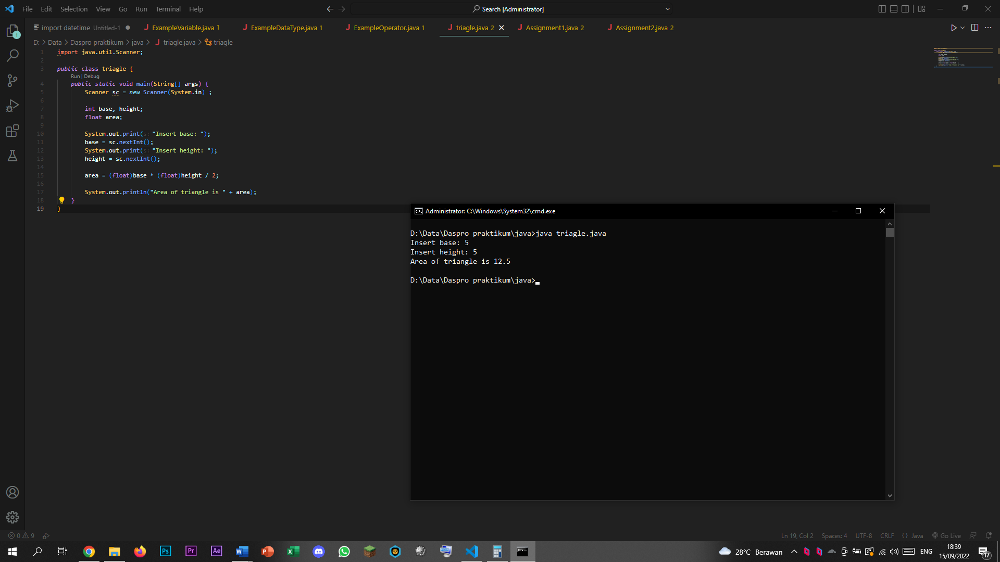 File Edit Selection View Go Run Terminal Help
Search [Administrator]
import datetime Untitled-1
ExampleVariable.java 1
ExampleDataType.java 1
ExampleOperator.java 1
triagle.java 2
Assignment1.java 2
Assignment2.java 2
D: > Data > Daspro praktikum > java > triagle.java > triagle
1 import java.util.Scanner;
2
3 public class triagle {
Run | Debug
4 public static void main(String[] args) {
5 Scanner sc = new Scanner(System.in) ;
6
7 int base, height;
8 float area;
9
10 System.out.print(s: "Insert base: ");
11 base = sc.nextInt();
12 System.out.print(s: "Insert height: ");
13 height = sc.nextInt();
14
15 area = (float)base * (float)height / 2;
16
17 System.out.println("Area of triangle is " + area);
18 }
19 }
Administrator: C:\Windows\System32\cmd.exe
D:\Data\Daspro praktikum\java>java triagle.java
Insert base: 5
Insert height: 5
Area of triangle is 12.5
D:\Data\Daspro praktikum\java>
1
0 9
Ln 19, Col 2 Spaces: 4 UTF-8 CRLF {} Java Go Live
Ps Pr Ae
28°C Berawan
ENG
18:39
15/09/2022
17